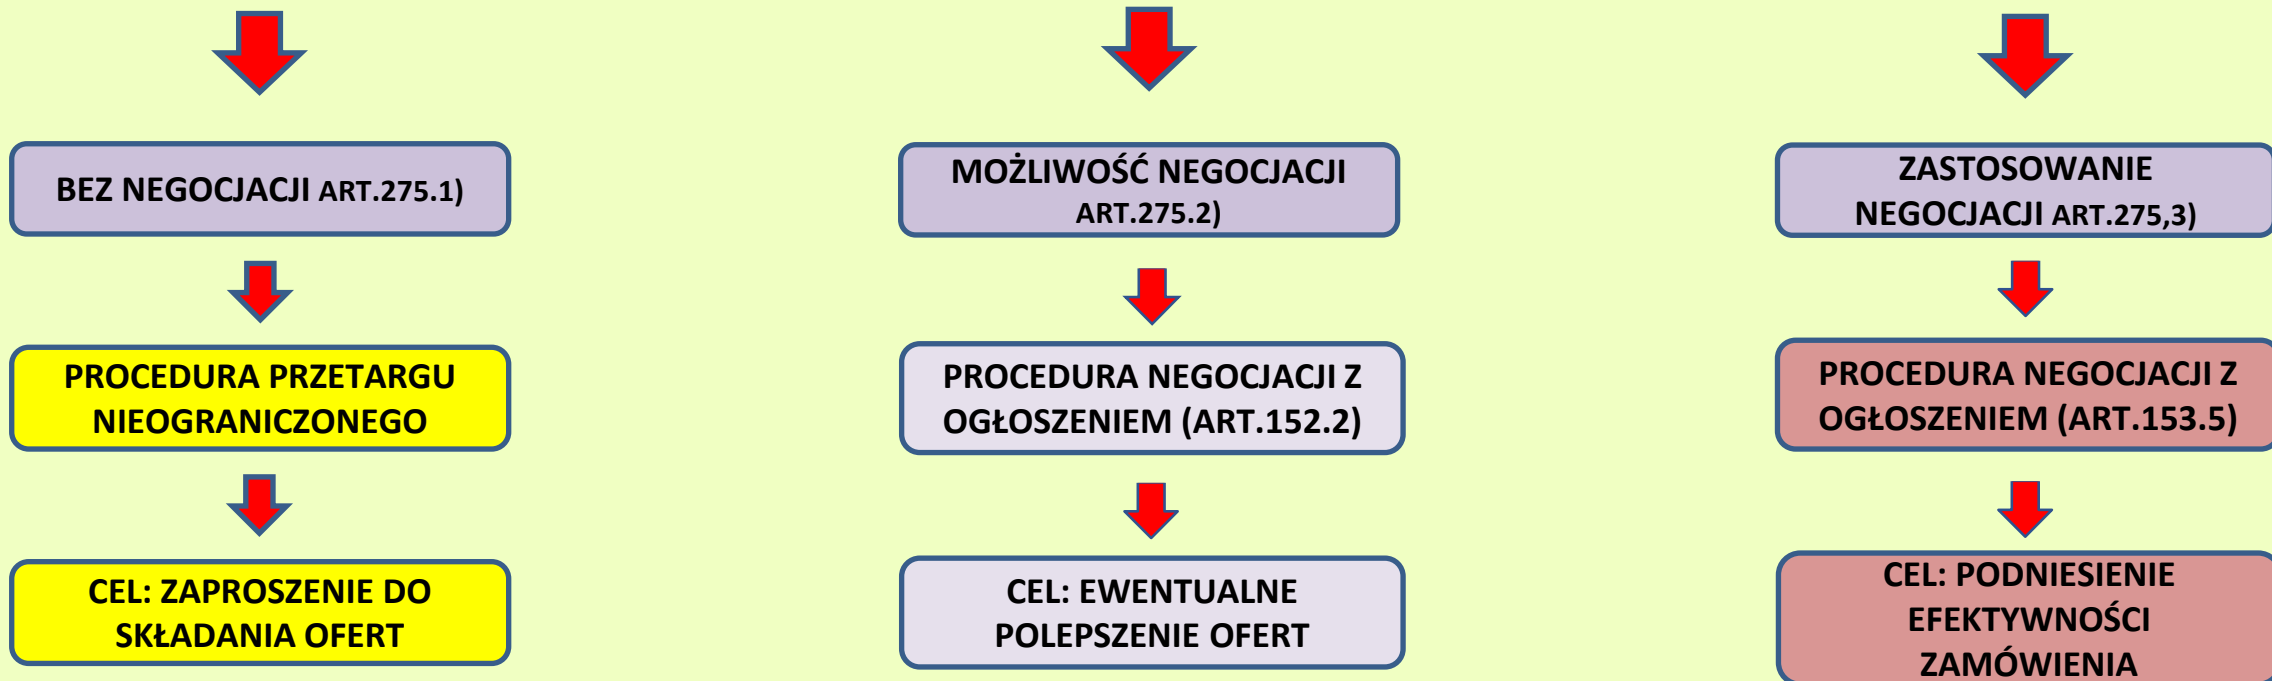 BEZ NEGOCJACJI ART.275.1)
MOŻLIWOŚĆ NEGOCJACJI
ART.275.2)
ZASTOSOWANIE
NEGOCJACJI ART.275,3)
PROCEDURA PRZETARGU
NIEOGRANICZONEGO
PROCEDURA NEGOCJACJI Z
OGŁOSZENIEM (ART.152.2)
PROCEDURA NEGOCJACJI Z
OGŁOSZENIEM (ART.153.5)
CEL: ZAPROSZENIE DO
SKŁADANIA OFERT
CEL: EWENTUALNE
POLEPSZENIE OFERT
CEL: PODNIESIENIE
EFEKTYWNOŚCI
ZAMÓWIENIA